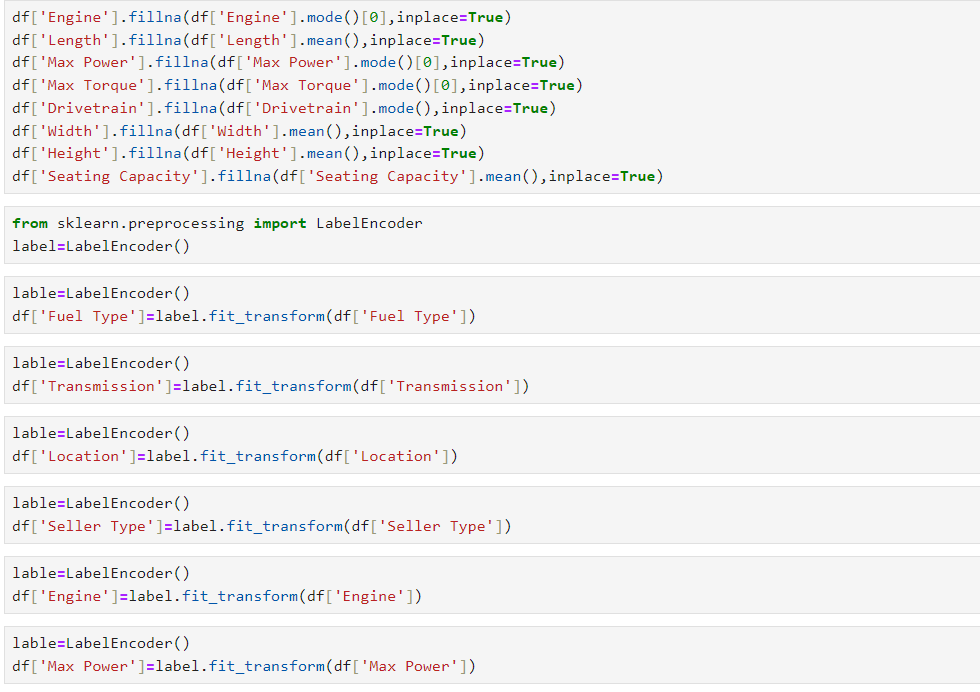 df['Engine'].fillna(df['Engine'].mode()[0],inplace=True)
df['Length'].fillna(df['Length'].mean(),inplace=True)
df['Max Power'].fillna(df['Max Power'].mode()[0],inplace=True)
df['Max Torque'].fillna(df['Max Torque'].mode()[0],inplace=True)
df['Drivetrain'].fillna(df['Drivetrain'].mode(),inplace=True)
df['Width'].fillna(df['Width'].mean(),inplace=True)
df['Height'].fillna(df['Height'].mean(),inplace=True)
df['Seating Capacity'].fillna(df['Seating Capacity'].mean(),inplace=True)
from sklearn.preprocessing import LabelEncoder
label=LabelEncoder()
lable=LabelEncoder()
df['Fuel Type']=label.fit_transform(df['Fuel Type'])
lable=LabelEncoder()
df['Transmission']=label.fit_transform(df['Transmission'])
lable=LabelEncoder()
df['Location']=label.fit_transform(df['Location'])
lable=LabelEncoder()
df['Seller Type']=label.fit_transform(df['Seller Type'])
lable=LabelEncoder()
df['Engine']=label.fit_transform(df['Engine'])
lable=LabelEncoder()
df['Max Power']=label.fit_transform(df['Max Power'])